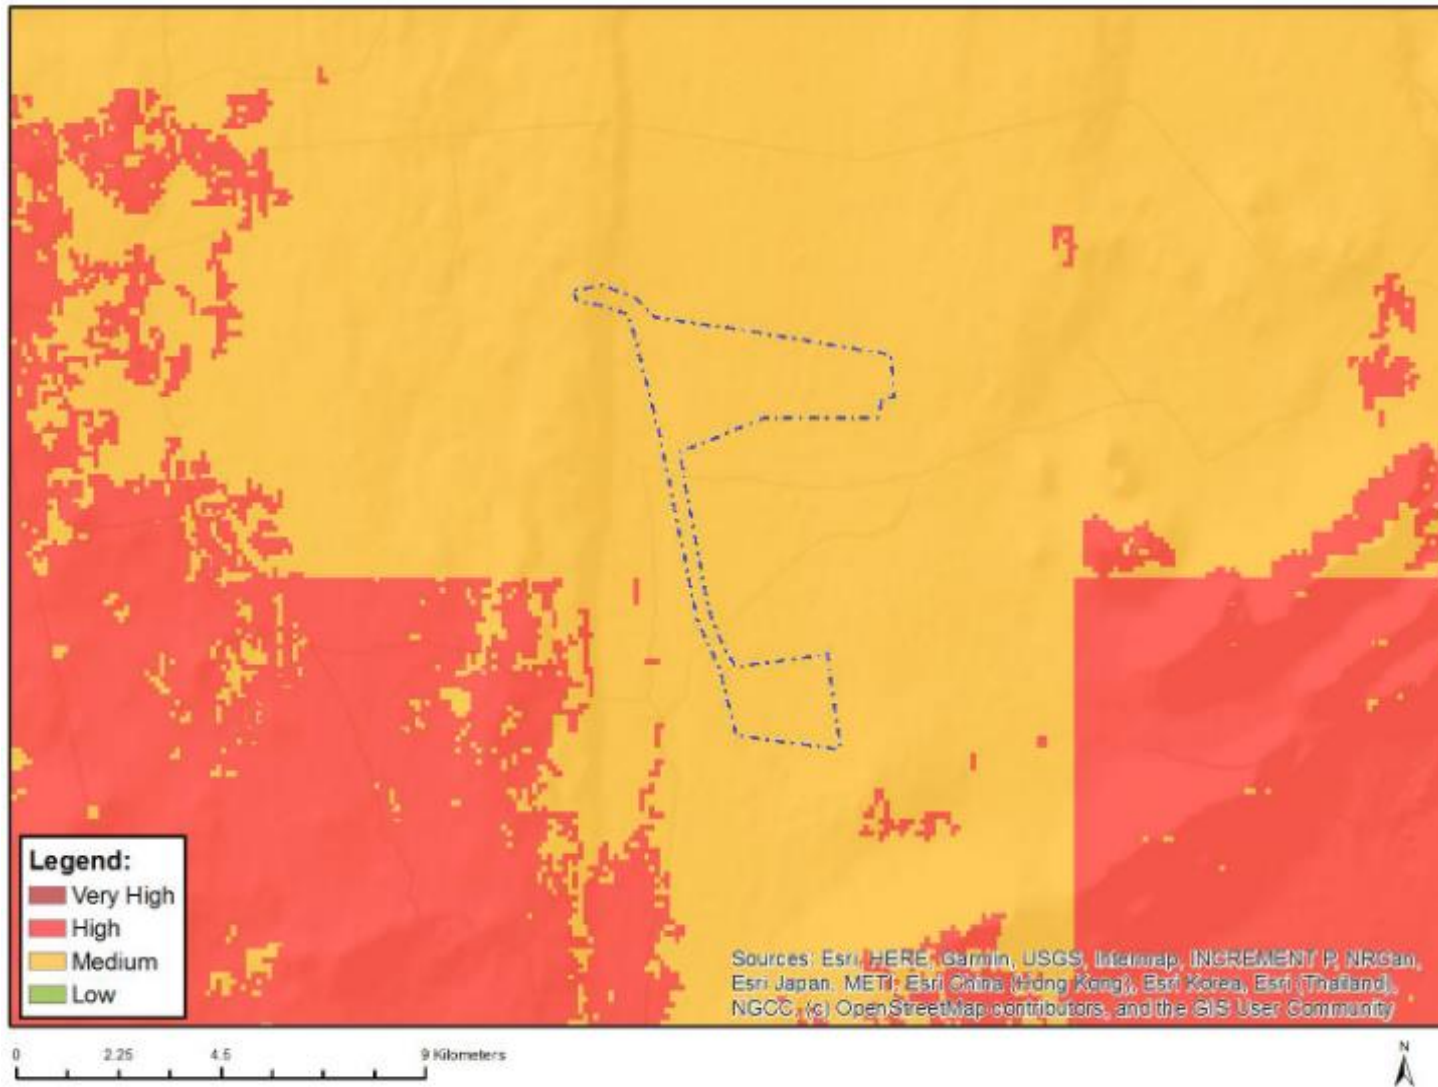 Legend:
Very High
High
Medium
Low
Sources: Esri, HERE, Garmin, USGS, Intermap, INCREMENT P, NRCan,
Esri Japan, METI, Esri China (Hong Kong), Esri Korea, Esri (Thailand),
NGCC, (c) OpenStreetMap contributors, and the GIS User Community
0 2.25 4.5 9 Kilometers
N